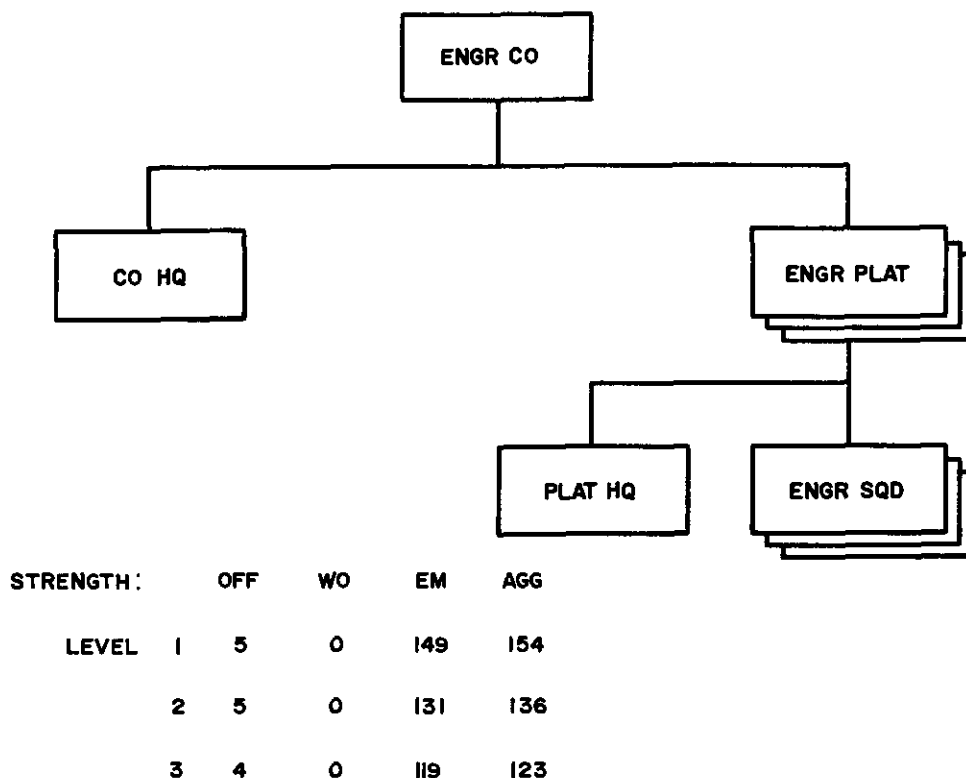 ENGR CO
CO HQ
ENGR PLAT
PLAT HQ
ENGR SQD
STRENGTH: OFF WO EM AGG
LEVEL 1 5 0 149 154
2 5 0 131 136
3 4 0 119 123